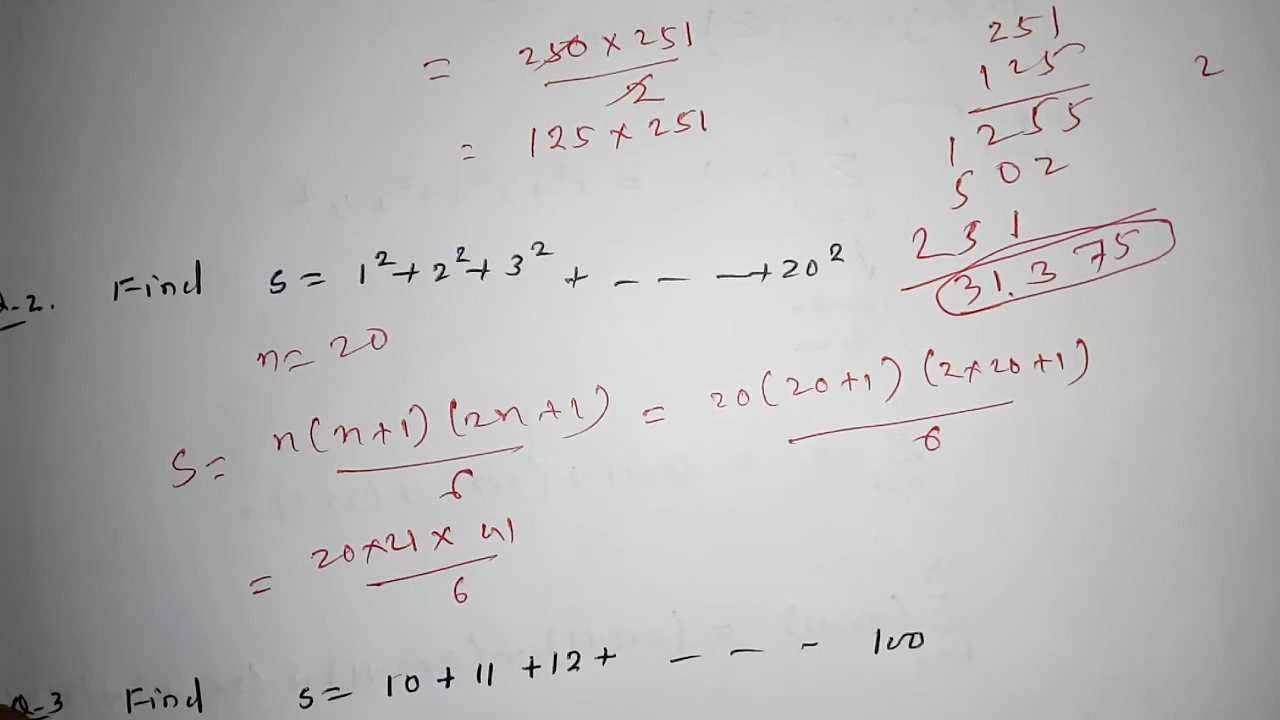 = 250 × 251 / 2
= 125 × 251
251
125
1255
502
251
31.375
2
Q-2. Find S = 1² + 2² + 3² + - - - + 20²
n = 20
S = n(n+1)(2n+1) / 6 = 20(20+1)(2×20+1) / 6
= 20×21×41 / 6
Q-3 Find S = 10 + 11 + 12 + - - - 100